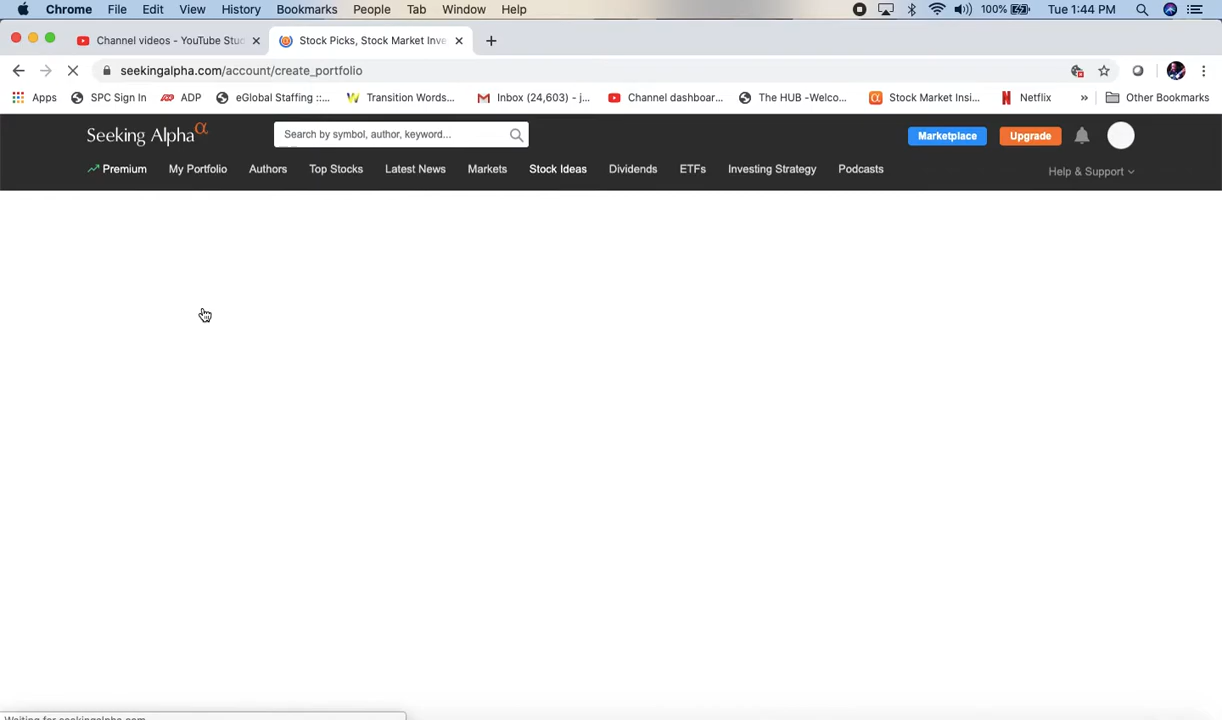 Chrome File Edit View History Bookmarks People Tab Window Help 100% Tue 1:44 PM
Channel videos - YouTube Stu Stock Picks, Stock Market Inve
seekingalpha.com/account/create_portfolio
Apps SPC Sign In ADP eGlobal Staffing ::... Transition Words... Inbox (24,603) - j... Channel dashboar... The HUB -Welco... Stock Market Insi... Netflix » Other Bookmarks
Seeking Alpha α Search by symbol, author, keyword... Marketplace Upgrade
Premium My Portfolio Authors Top Stocks Latest News Markets Stock Ideas Dividends ETFs Investing Strategy Podcasts Help & Support
Waiting for seekingalpha.com